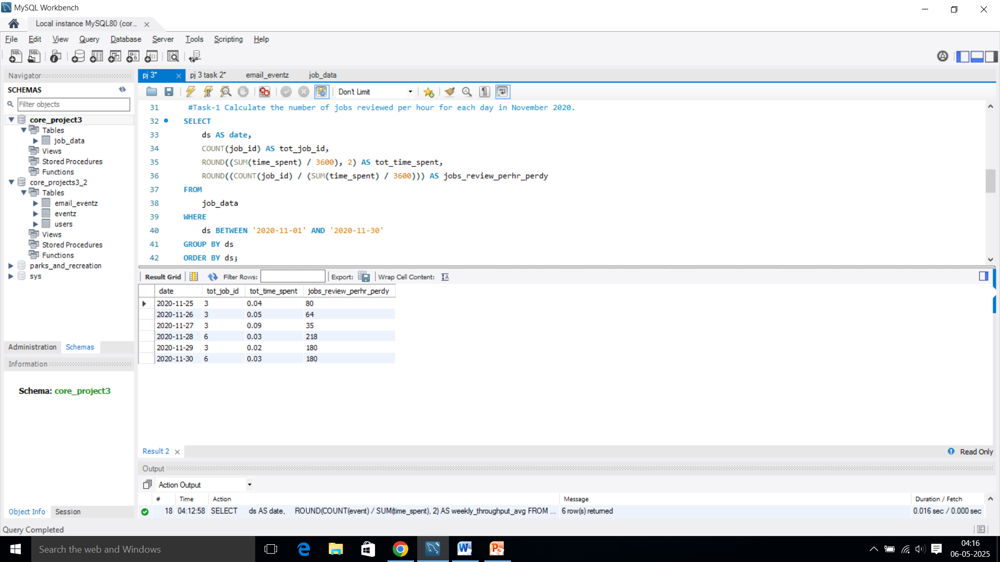 MySQL Workbench
Local instance MySQL80 (cor...
File Edit View Query Database Server Tools Scripting Help
Navigator
SCHEMAS
Filter objects
core_project3
Tables
job_data
Views
Stored Procedures
Functions
core_projects3_2
Tables
email_eventz
eventz
users
Views
Stored Procedures
Functions
parks_and_recreation
sys
Administration Schemas
Information
Schema: core_project3
Object Info Session
pj 3* pj 3 task 2* email_eventz job_data
Don't Limit
31 #Task-1 Calculate the number of jobs reviewed per hour for each day in November 2020.
32 SELECT
33 ds AS date,
34 COUNT(job_id) AS tot_job_id,
35 ROUND((SUM(time_spent) / 3600), 2) AS tot_time_spent,
36 ROUND((COUNT(job_id) / (SUM(time_spent) / 3600))) AS jobs_review_perhr_perdy
37 FROM
38 job_data
39 WHERE
40 ds BETWEEN '2020-11-01' AND '2020-11-30'
41 GROUP BY ds
42 ORDER BY ds;
Result Grid Filter Rows: Export: Wrap Cell Content:
date tot_job_id tot_time_spent jobs_review_perhr_perdy
2020-11-25 3 0.04 80
2020-11-26 3 0.05 64
2020-11-27 3 0.09 35
2020-11-28 6 0.03 218
2020-11-29 3 0.02 180
2020-11-30 6 0.03 180
Result 2 Read Only
Output
Action Output
# Time Action Message Duration / Fetch
18 04:12:58 SELECT ds AS date, ROUND(COUNT(event) / SUM(time_spent), 2) AS weekly_throughput_avg FROM ... 6 row(s) returned 0.016 sec / 0.000 sec
Query Completed
Search the web and Windows
04:16
06-05-2025